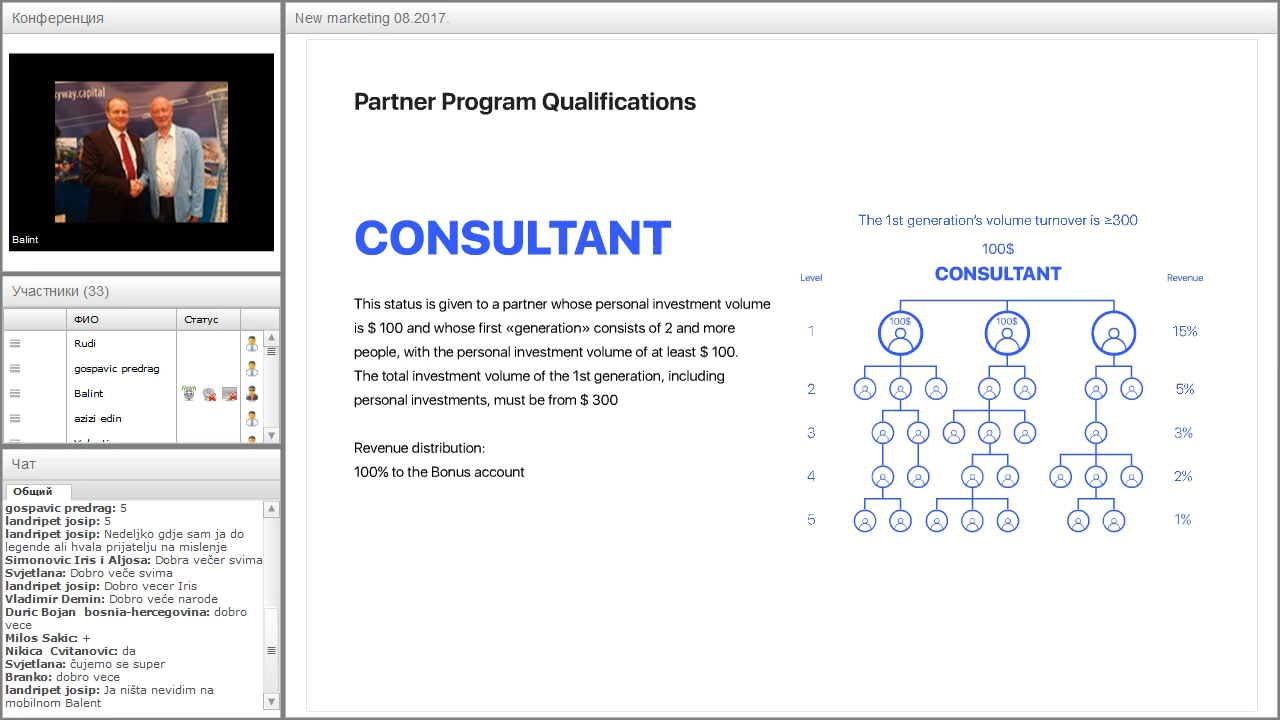 Конференция
yway.capital
Balint
Участники (33)
ФИО
Статус
Rudi
gospavic predrag
Balint
azizi edin
Чат
Общий
gospavic predrag: 5
landripet josip: 5
landripet josip: Nedeljko gdje sam ja do
legende ali hvala prijatelju na mislenje
Simonovic Iris i Aljosa: Dobra večer svima
Svjetlana: Dobro veče svima
landripet josip: Dobro vecer Iris
Vladimir Demin: Dobro veće narode
Duric Bojan  bosnia-hercegovina: dobro
vece
Milos Sakic: +
Nikica  Cvitanovic: da
Svjetlana: čujemo se super
Branko: dobro vece
landripet josip: Ja ništa nevidim na
mobilnom Balent
New marketing 08.2017.
Partner Program Qualifications
CONSULTANT
This status is given to a partner whose personal investment volume
is $ 100 and whose first «generation» consists of 2 and more
people, with the personal investment volume of at least $ 100.
The total investment volume of the 1st generation, including
personal investments, must be from $ 300
Revenue distribution:
100% to the Bonus account
The 1st generation's volume turnover is ≥300
100$
Level
CONSULTANT
Revenue
1
100$
100$
15%
2
5%
3
3%
4
2%
5
1%